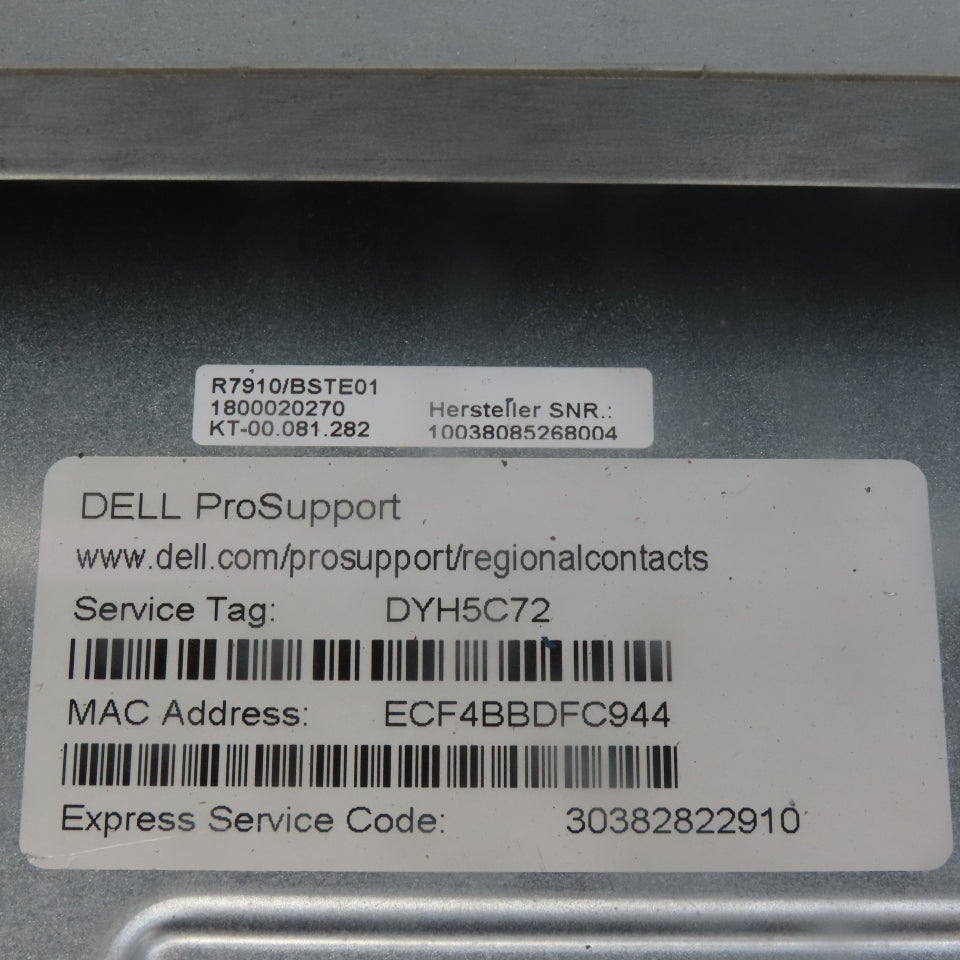 R7910/BSTE01
1800020270 Hersteller SNR.:
KT-00.081.282 10038085268004
DELL ProSupport
www.dell.com/prosupport/regionalcontacts
Service Tag: DYH5C72
MAC Address: ECF4BBDFC944
Express Service Code: 30382822910